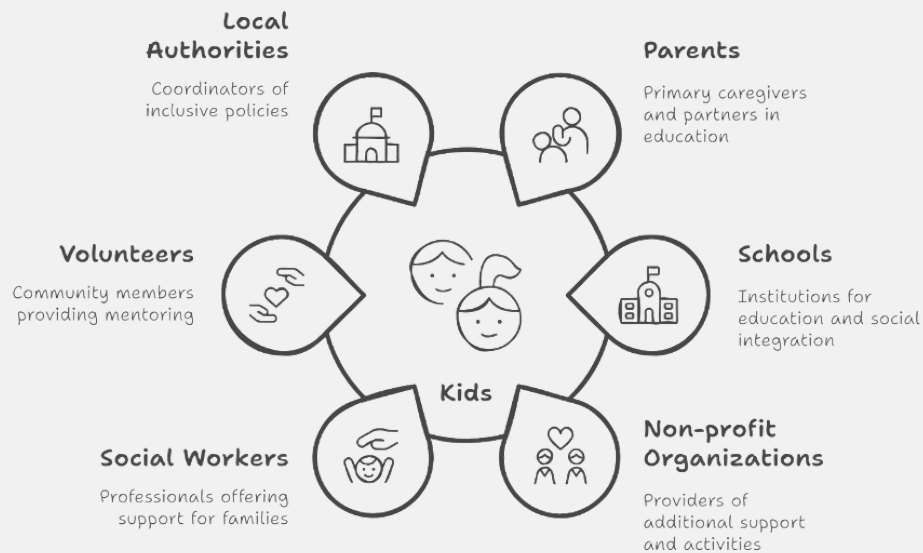 Local
Authorities
Coordinators of
inclusive policies
Parents
Primary caregivers
and partners in
education
Volunteers
Community members
providing mentoring
Schools
Institutions for
education and social
integration
Kids
Social Workers
Professionals offering
support for families
Non-profit
Organizations
Providers of
additional support
and activities